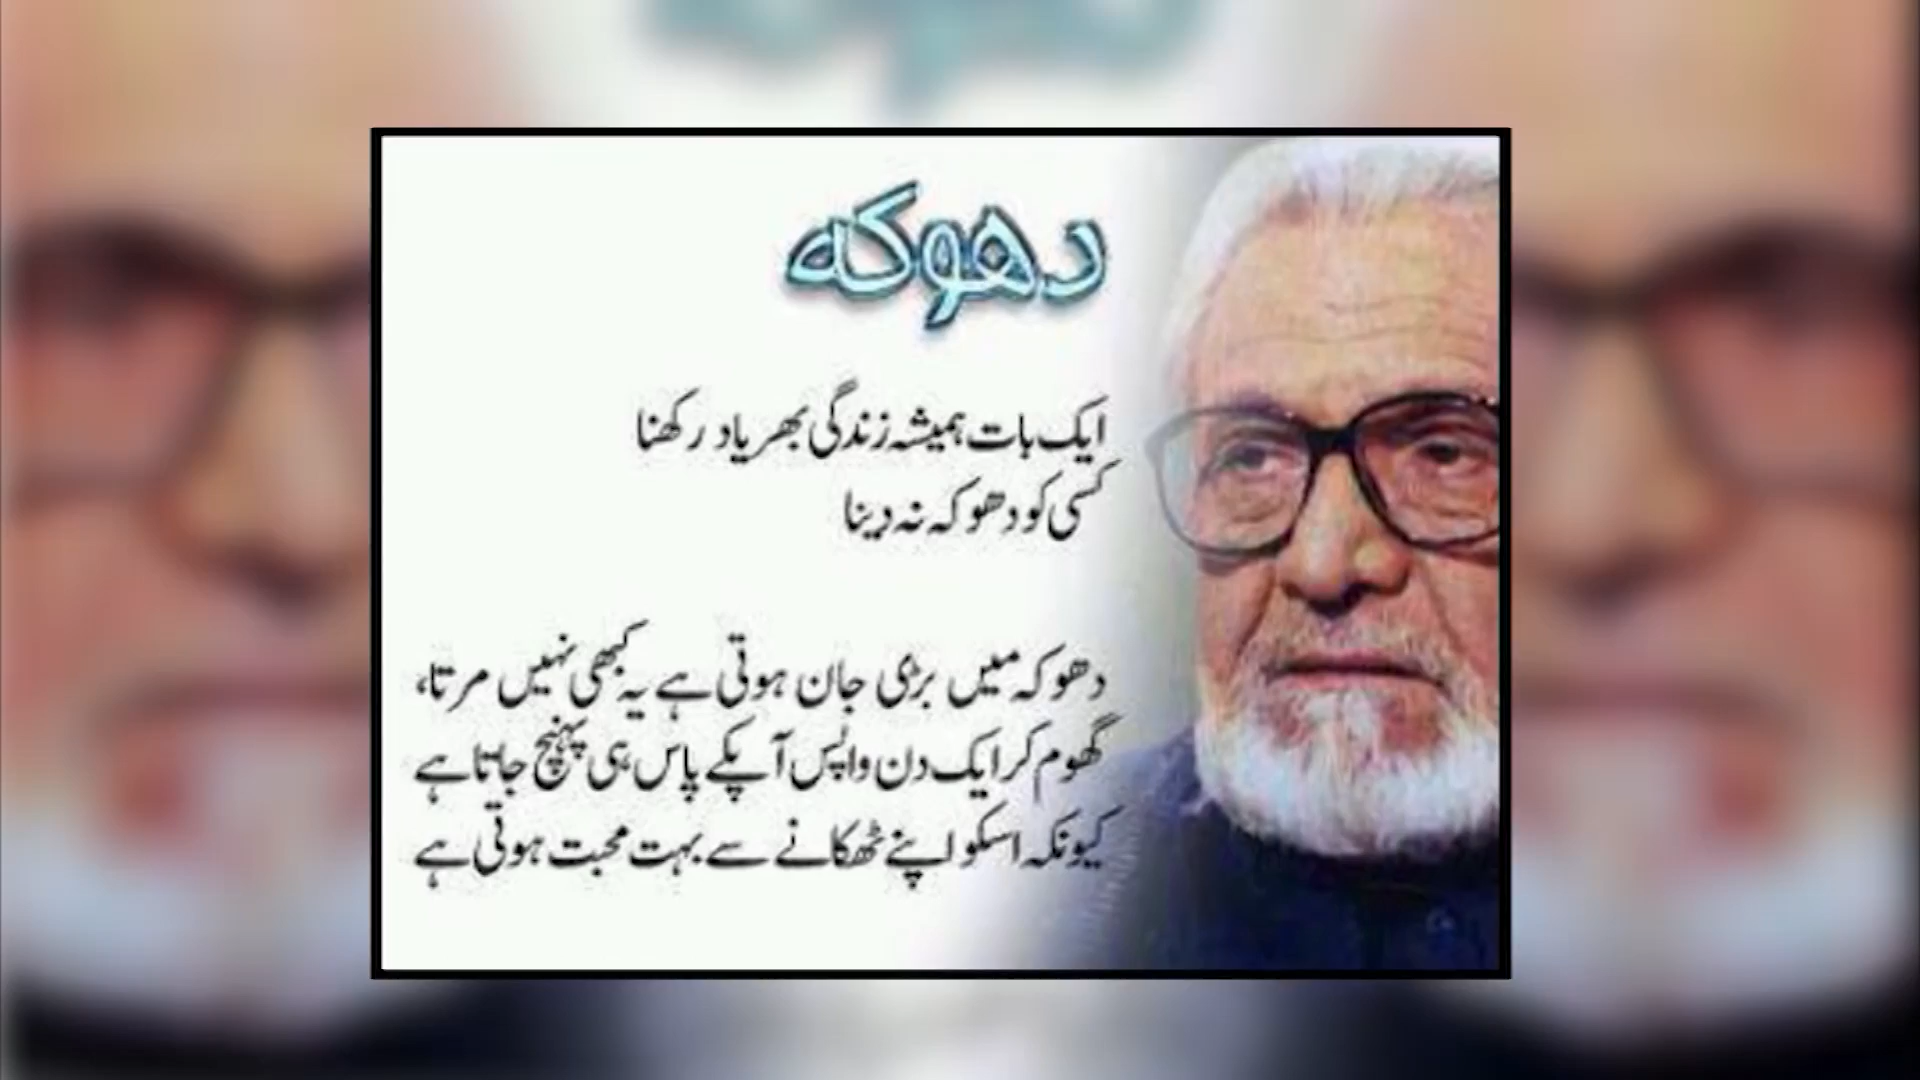 دھوکہ
ایک بات ہمیشہ زندگی بھر یاد رکھنا
کسی کو دھوکہ نہ دینا
دھوکہ میں بڑی جان ہوتی ہے یہ کبھی نہیں مرتا،
گھوم کر ایک دن واپس آپکے پاس ہی پہنچ جاتا ہے
کیونکہ اسکو اپنے ٹھکانے سے بہت محبت ہوتی ہے